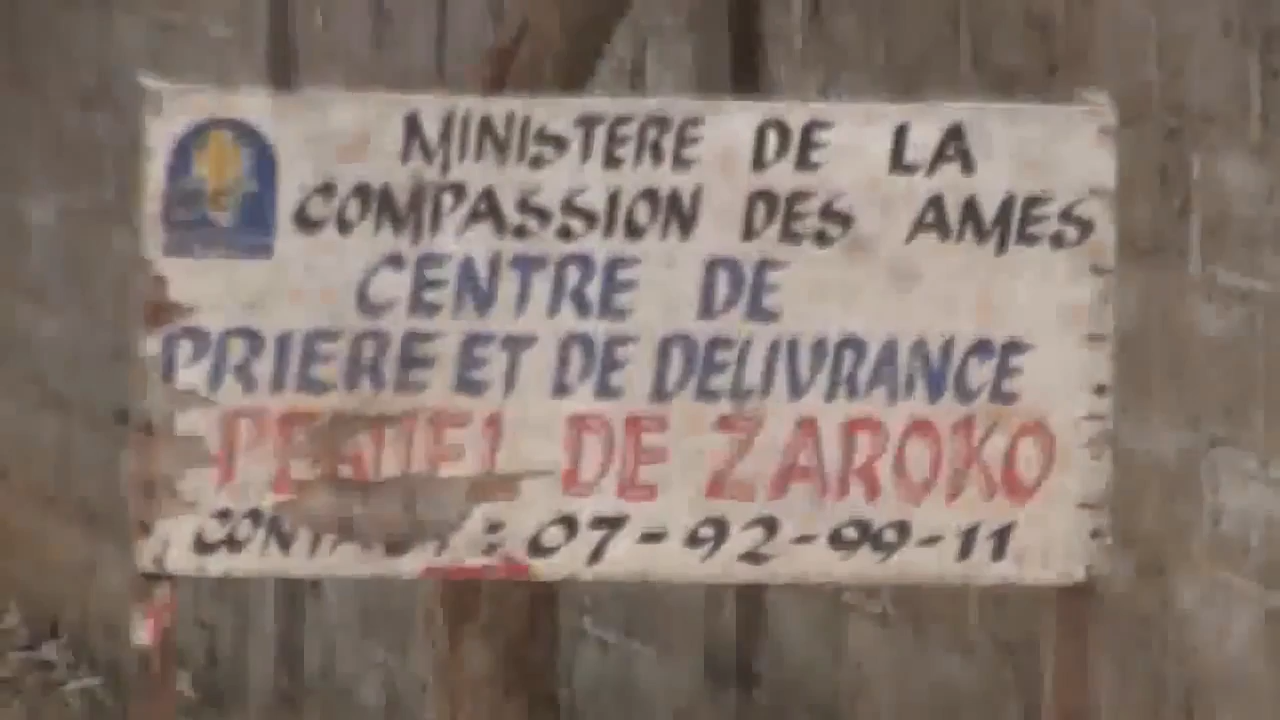 MINISTERE DE LA
COMPASSION DES AMES
CENTRE DE
PRIERE ET DE DELIVRANCE
DE ZAROKO
: 07-92-99-11